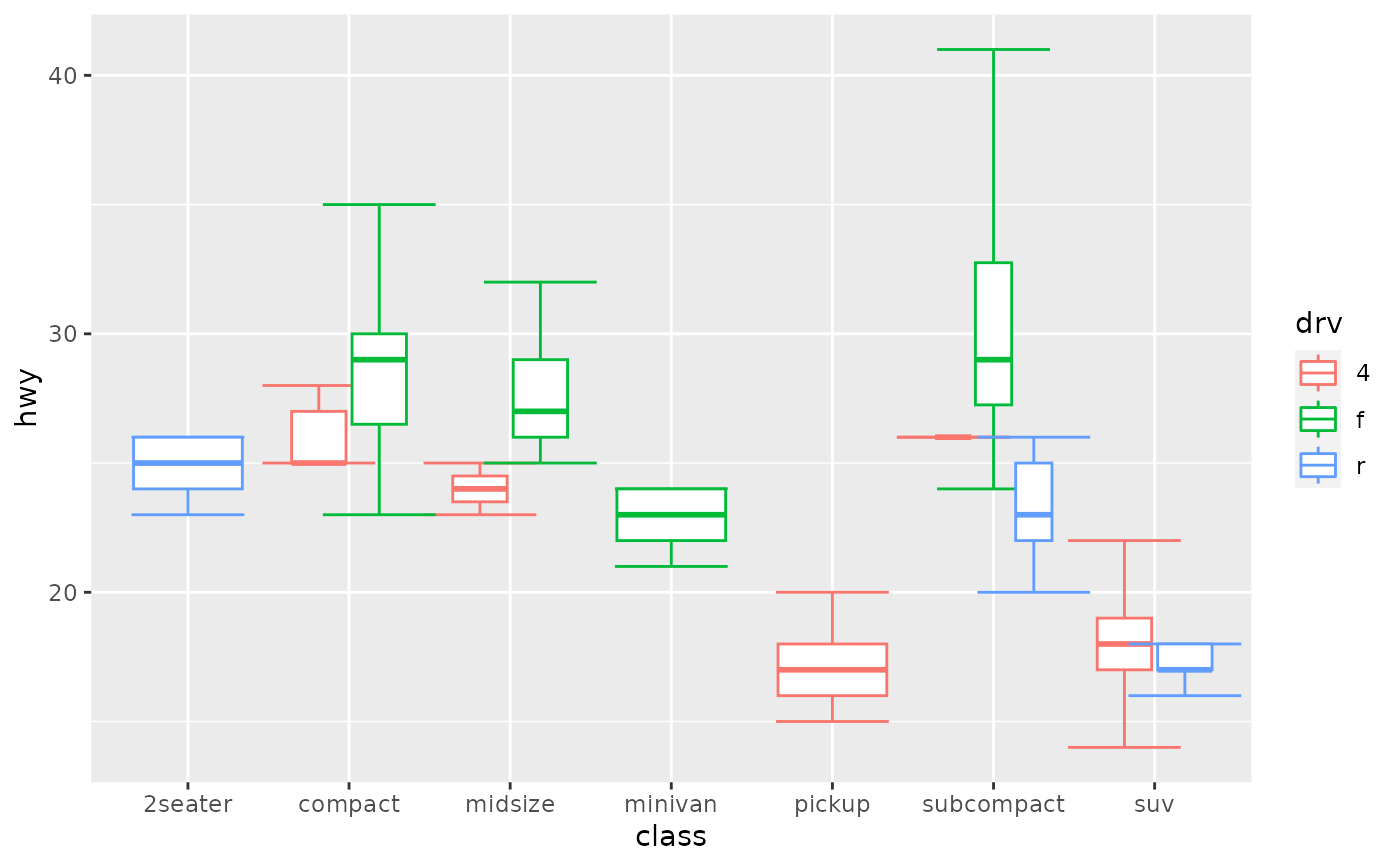 40
30
20
hwy
2seater compact midsize minivan pickup subcompact suv
class
drv
4
f
r